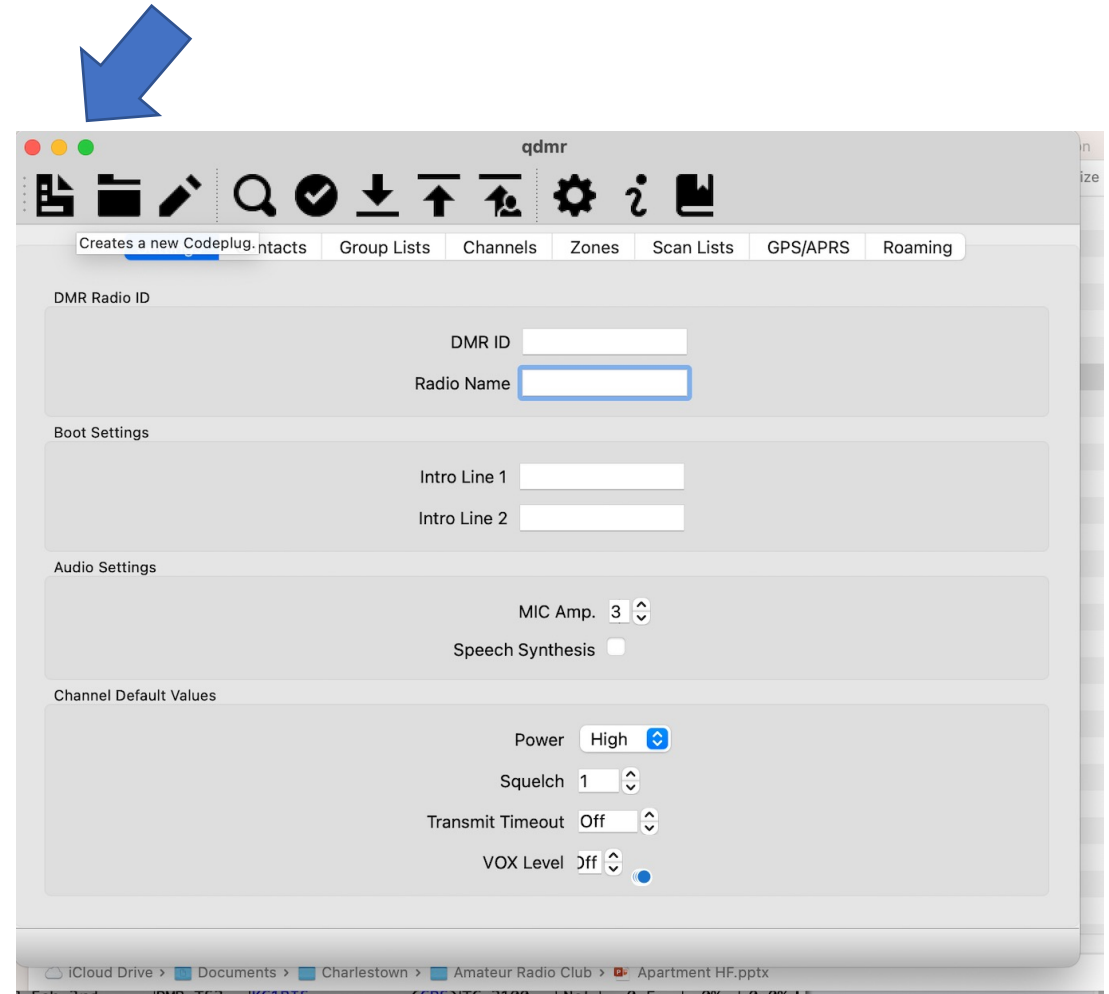 qdmr
Creates a new Codeplug.
Group Lists Channels Zones Scan Lists GPS/APRS Roaming
DMR Radio ID
DMR ID
Radio Name
Boot Settings
Intro Line 1
Intro Line 2
Audio Settings
MIC Amp. 3
Speech Synthesis
Channel Default Values
Power High
Squelch 1
Transmit Timeout Off
VOX Level
iCloud Drive › Documents › Charlestown › Amateur Radio Club › Apartment HF.pptx